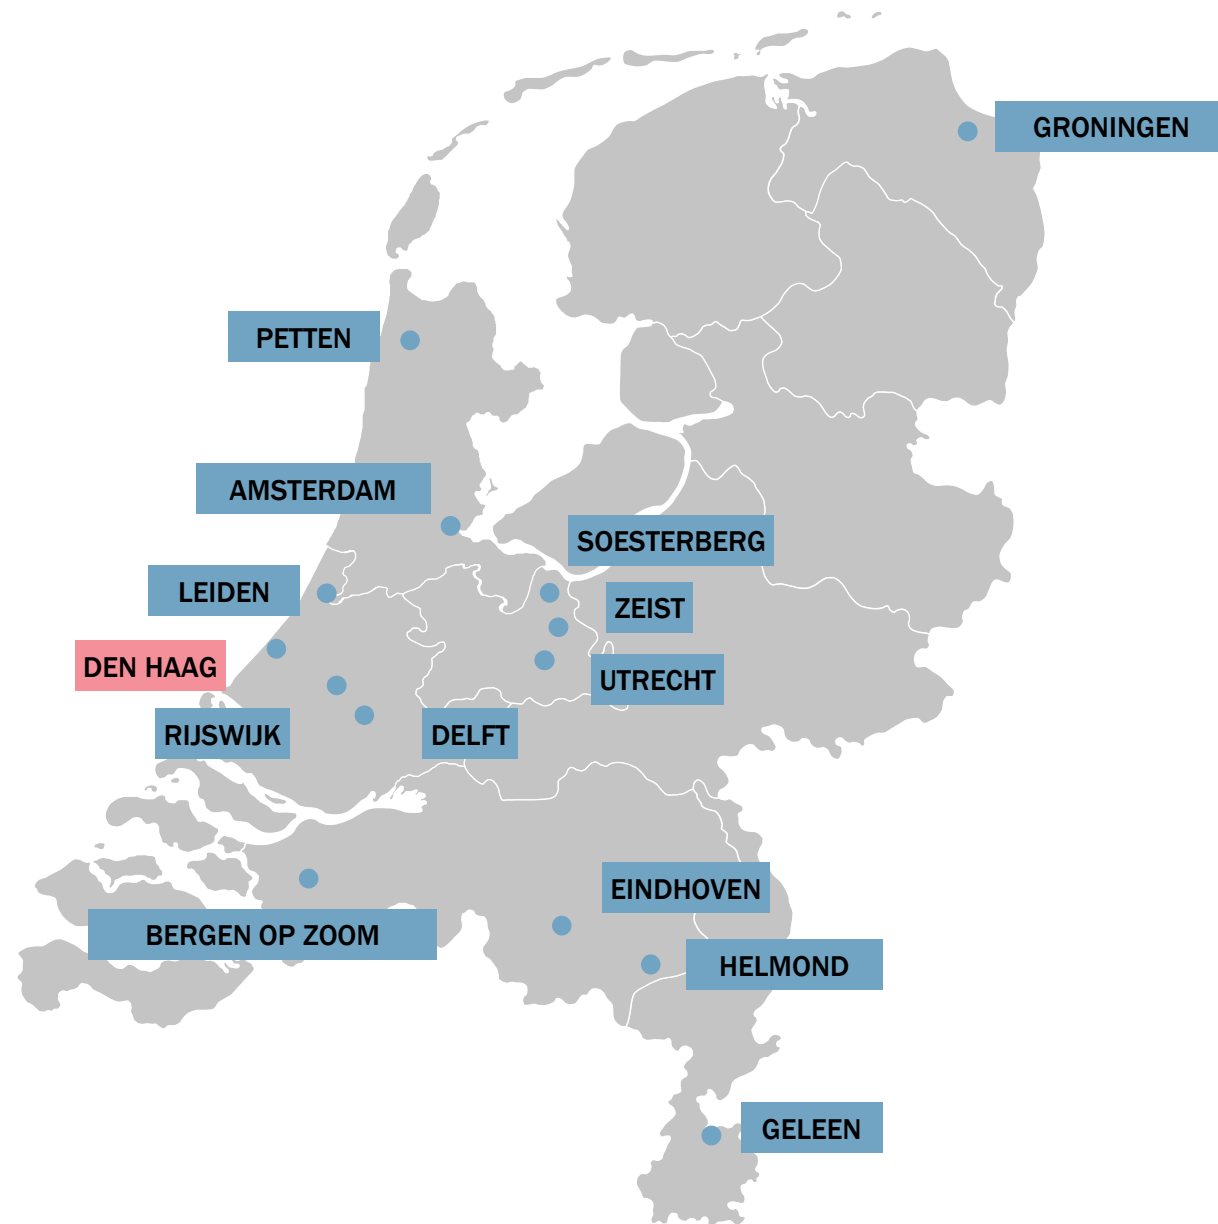 GRONINGEN
PETTEN
AMSTERDAM
SOESTERBERG
LEIDEN
ZEIST
DEN HAAG
UTRECHT
RIJSWIJK
DELFT
EINDHOVEN
BERGEN OP ZOOM
HELMOND
GELEEN